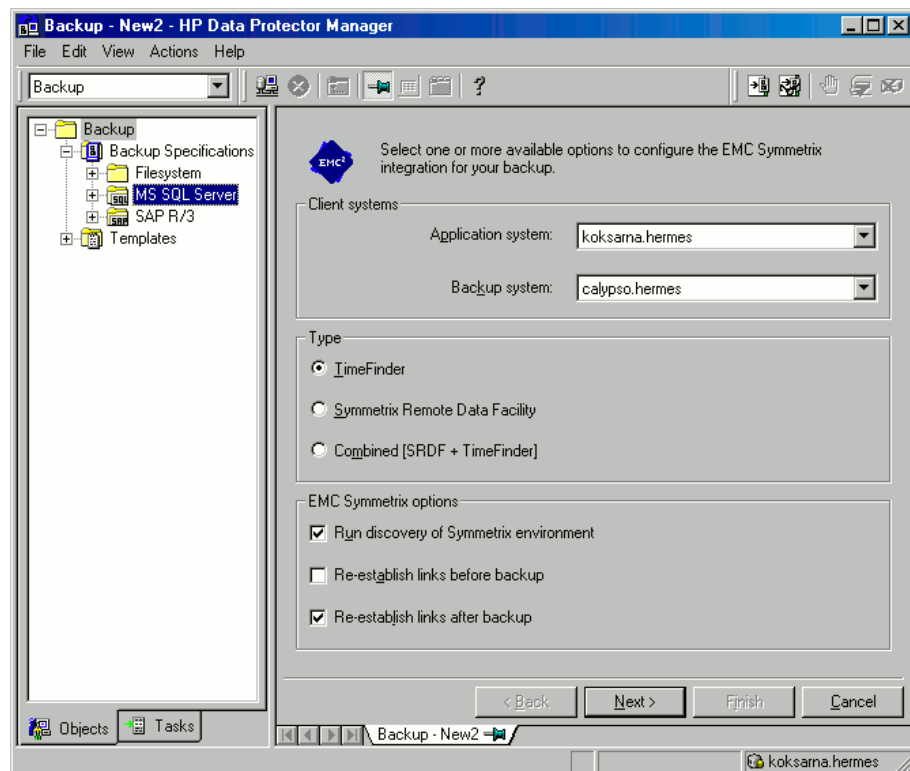 Backup - New2 - HP Data Protector Manager
File Edit View Actions Help
Backup
?
Backup
Backup Specifications
Filesystem
SQL MS SQL Server
SAP SAP R/3
Templates
EMC²
Select one or more available options to configure the EMC Symmetrix
integration for your backup.
Client systems
Application system: koksarna.hermes
Backup system: calypso.hermes
Type
TimeFinder
Symmetrix Remote Data Facility
Combined [SRDF + TimeFinder]
EMC Symmetrix options
Run discovery of Symmetrix environment
Re-establish links before backup
Re-establish links after backup
< Back Next > Finish Cancel
Objects Tasks
Backup - New2
koksarna.hermes